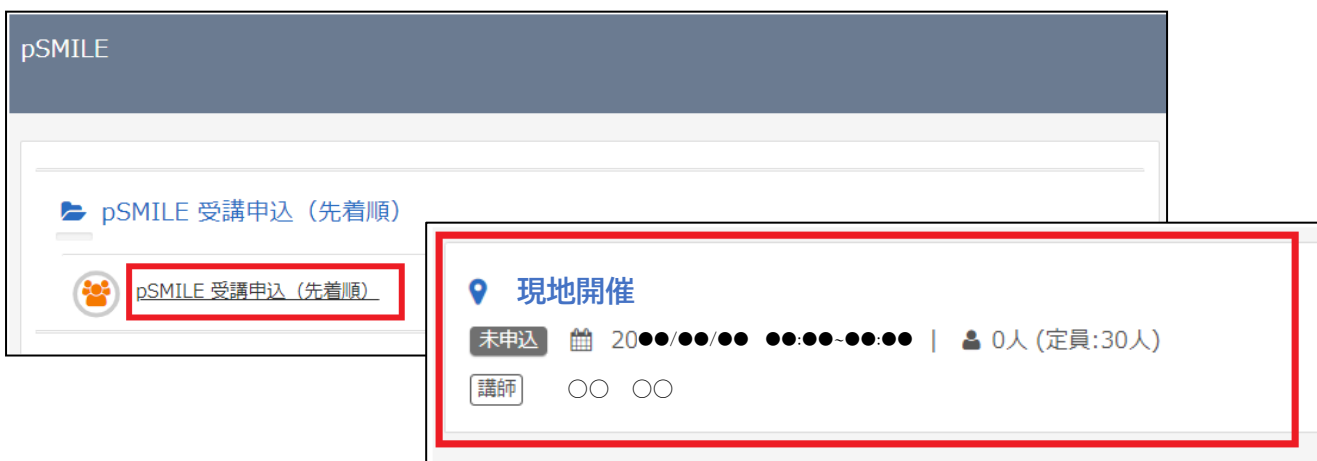 pSMILE
pSMILE 受講申込（先着順）
pSMILE 受講申込（先着順）
現地開催
未申込 20●●/●●/●● ●●:●●~●●:●● | 0人 (定員:30人)
講師 ○○ ○○